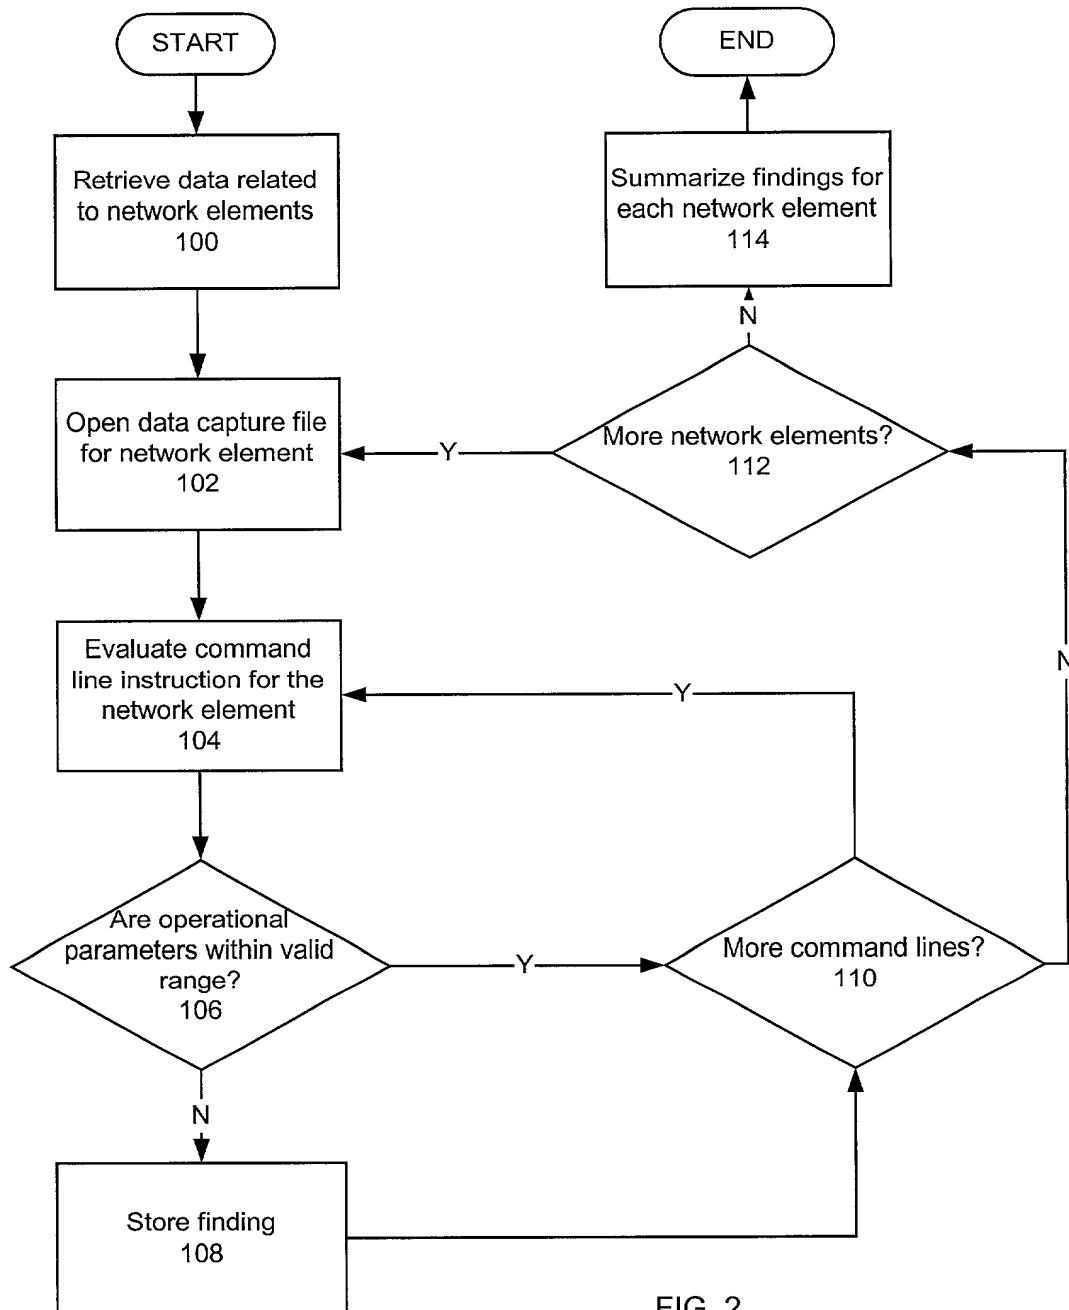 START
END
Retrieve data related
to network elements
100
Summarize findings for
each network element
114
N
Open data capture file
for network element
102
Y
More network elements?
112
Evaluate command
line instruction for the
network element
104
Y
N
Are operational
parameters within valid
range?
106
Y
More command lines?
110
N
Store finding
108
FIG. 2